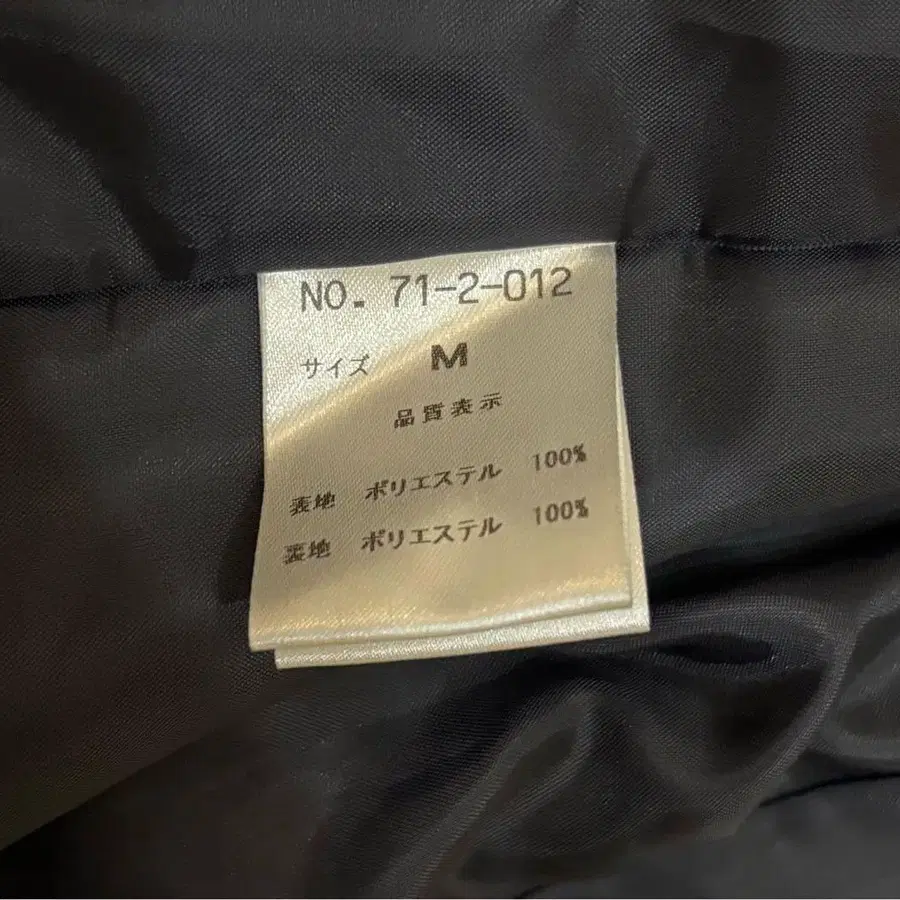 NO. 71-2-012
サイズ M
品質表示
表地 ポリエステル 100%
裏地 ポリエステル 100%